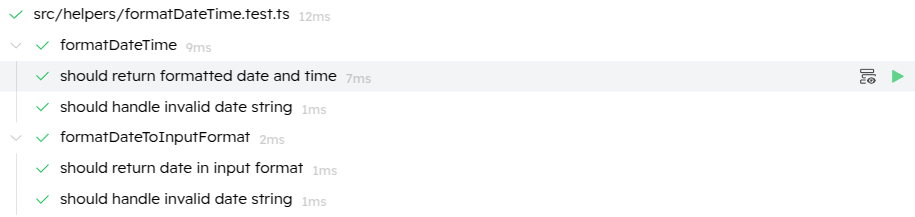 src/helpers/formatDateTime.test.ts 12ms
formatDateTime 9ms
should return formatted date and time 7ms
should handle invalid date string 1ms
formatDateToInputFormat 2ms
should return date in input format 1ms
should handle invalid date string 1ms